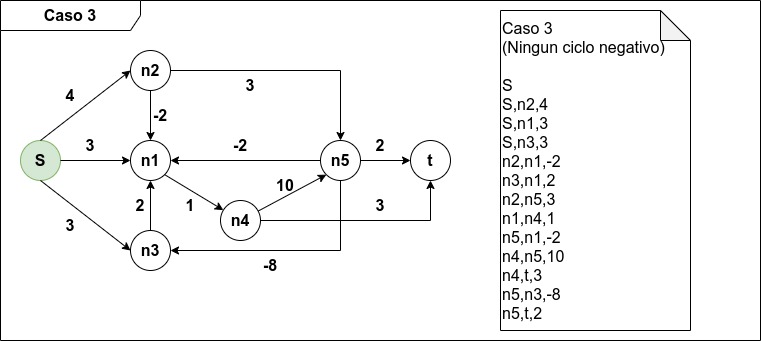 Caso 3
n2
4
3
-2
S
3
n1
-2
n5
2
t
10
1
2
n4
3
3
n3
-8
Caso 3
(Ningun ciclo negativo)
S
S,n2,4
S,n1,3
S,n3,3
n2,n1,-2
n3,n1,2
n2,n5,3
n1,n4,1
n5,n1,-2
n4,n5,10
n4,t,3
n5,n3,-8
n5,t,2